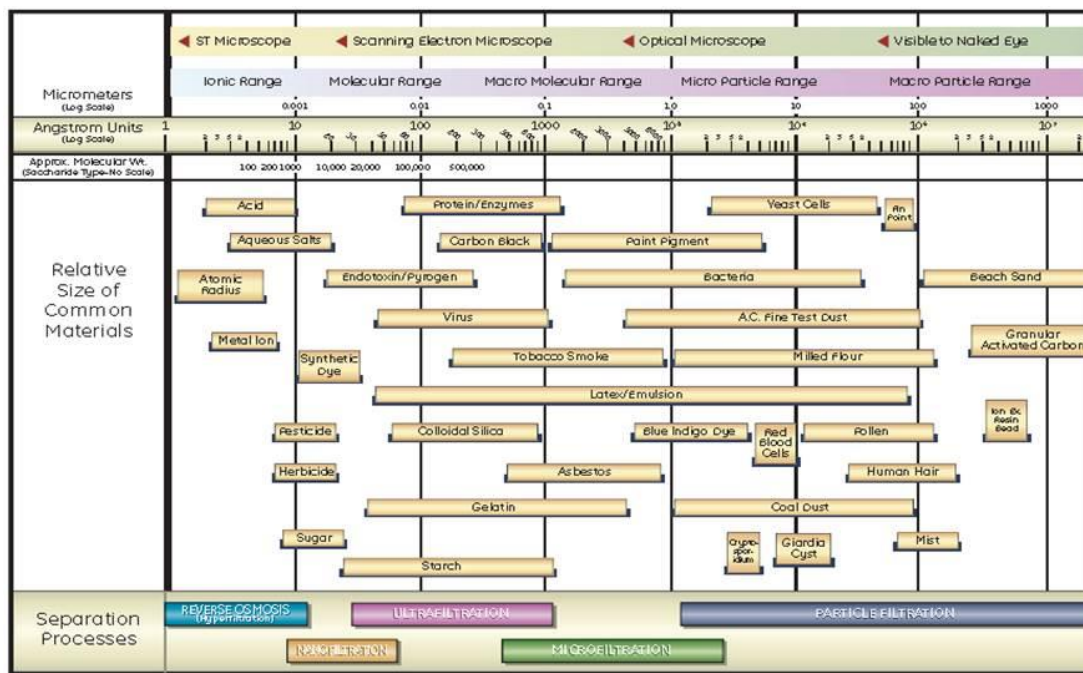 ST Microscope Scanning Electron Microscope Optical Microscope Visible to Naked Eye
Ionic Range Molecular Range Macro Molecular Range Micro Particle Range Macro Particle Range
Micrometers
(Log Scale)
0.001 0.01 0.1 1.0 10 100 1000
Angstrom Units
(Log Scale)
1 10 100 1000
Approx. Molecular Wt.
(Saccharide Type-No Scale)
100 200 1000 10,000 20,000 100,000 500,000
Relative
Size of
Common
Materials
Acid
Protein/Enzymes
Yeast Cells
Point
Aqueous Salts
Carbon Black
Paint Pigment
Atomic
Radius
Endotoxin/Pyrogen
Bacteria
Beach Sand
Virus
A.C. Fine Test Dust
Metal Ion
Granular
Activated Carbon
Synthetic
Dye
Tobacco Smoke
Milled Flour
Latex/Emulsion
Pesticide
Colloidal Silica
Blue Indigo Dye
Red
Blood
Cells
Pollen
Ion Ex.
Resin
Bead
Herbicide
Asbestos
Human Hair
Gelatin
Coal Dust
Sugar
Crypto-
spor-
idium
Giardia
Cyst
Mist
Starch
Separation
Processes
REVERSE OSMOSIS
(Hyperfiltration)
ULTRAFILTRATION
PARTICLE FILTRATION
NANOFILTRATION
MICROFILTRATION